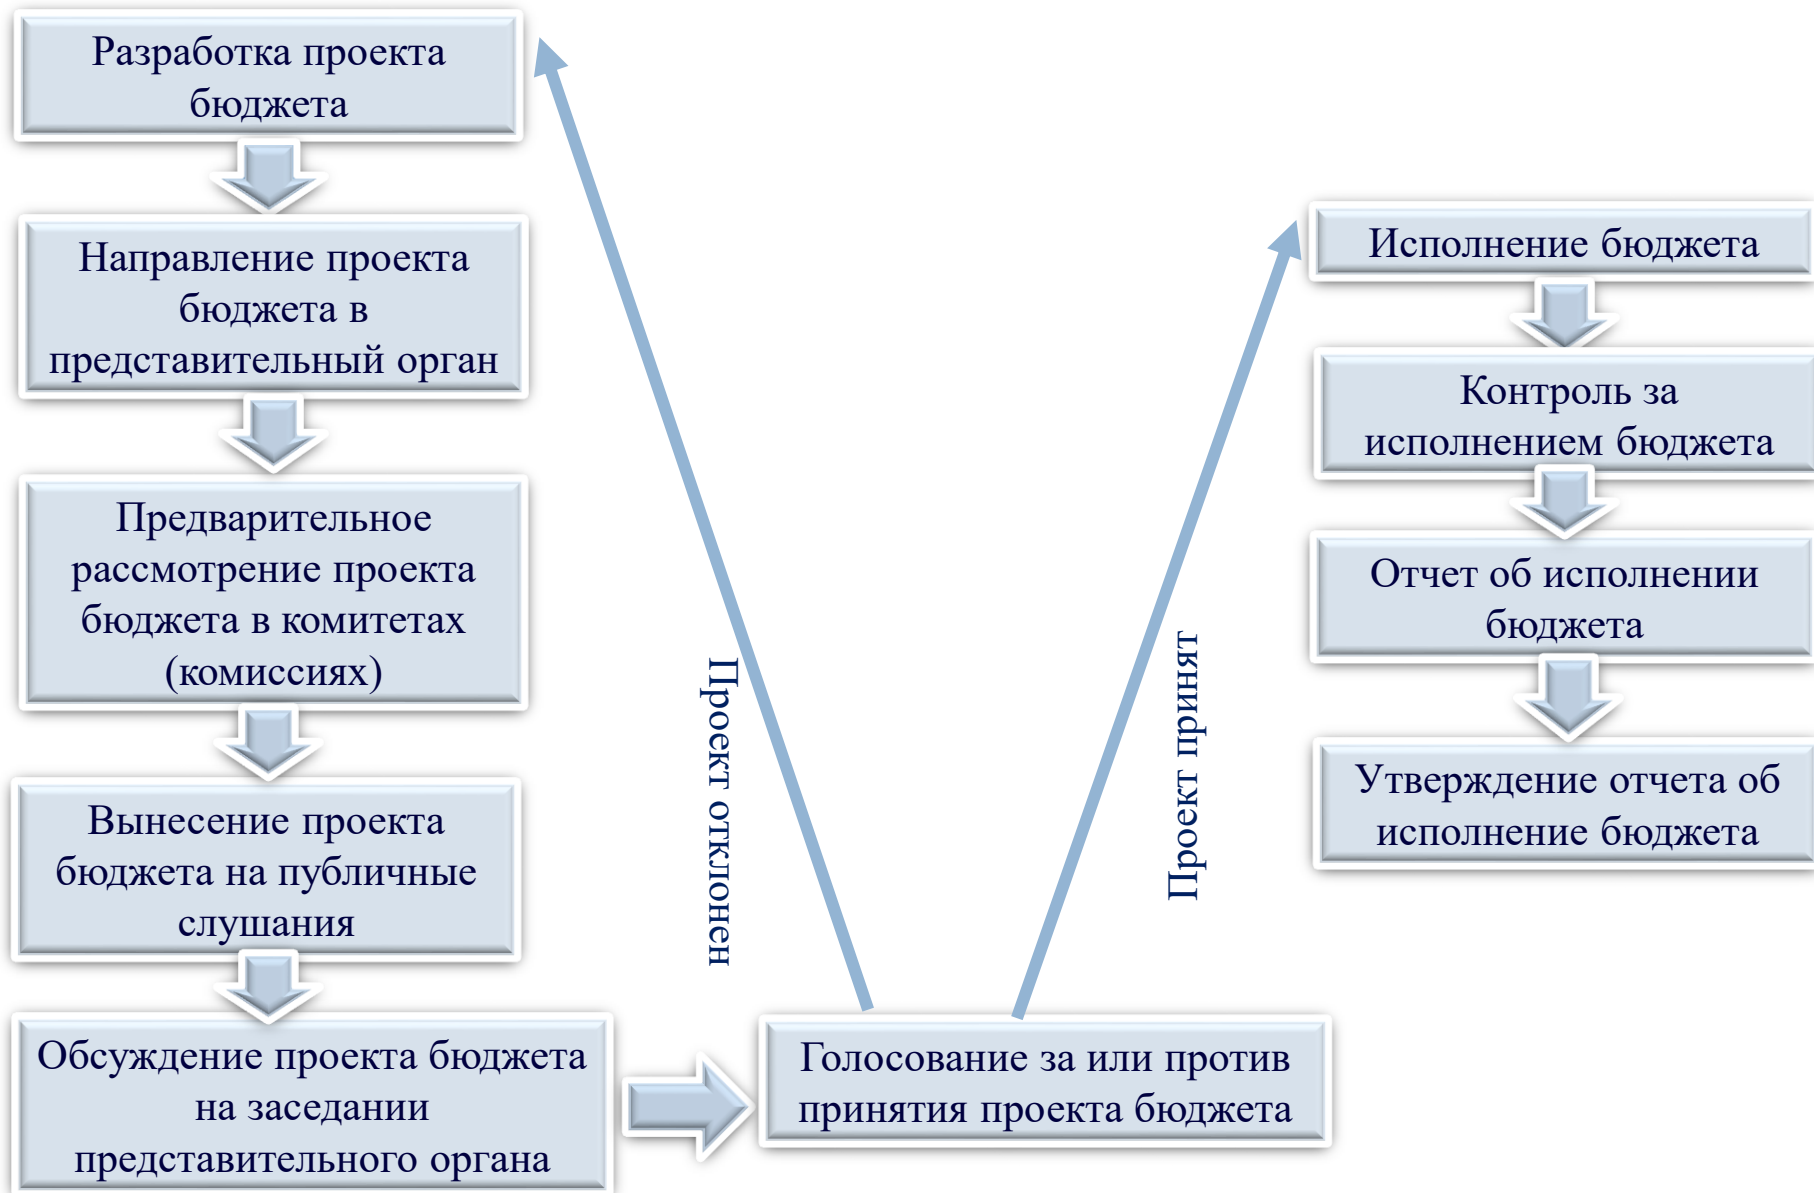 Разработка проекта
бюджета
Направление проекта
бюджета в
представительный орган
Предварительное
рассмотрение проекта
бюджета в комитетах
(комиссиях)
Вынесение проекта
бюджета на публичные
слушания
Обсуждение проекта бюджета
на заседании
представительного органа
Голосование за или против
принятия проекта бюджета
Проект отклонен
Проект принят
Исполнение бюджета
Контроль за
исполнением бюджета
Отчет об исполнении
бюджета
Утверждение отчета об
исполнение бюджета